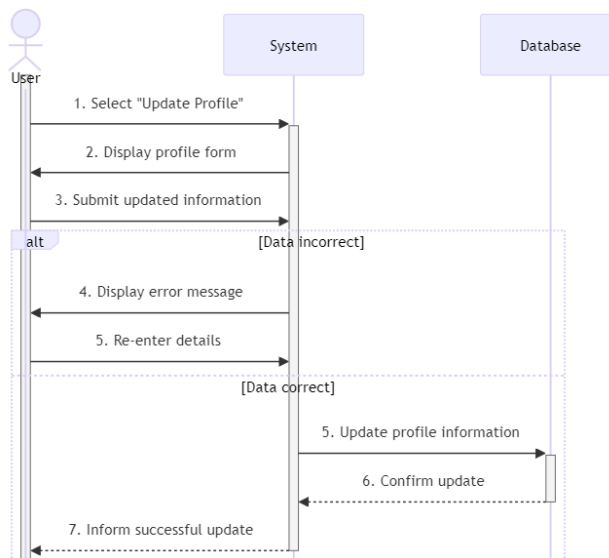 User
System
Database
1. Select "Update Profile"
2. Display profile form
3. Submit updated information
alt
[Data incorrect]
4. Display error message
5. Re-enter details
[Data correct]
5. Update profile information
6. Confirm update
7. Inform successful update